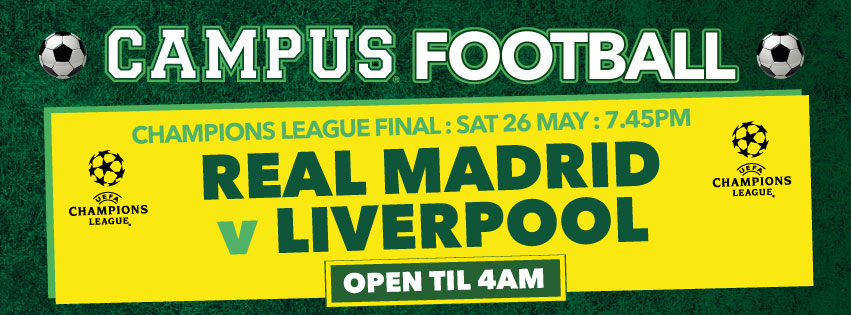 CAMPUS® FOOTBALL
CHAMPIONS LEAGUE FINAL : SAT 26 MAY : 7.45PM
REAL MADRID
v LIVERPOOL
OPEN TIL 4AM
UEFA
CHAMPIONS
LEAGUE®
UEFA
CHAMPIONS
LEAGUE®